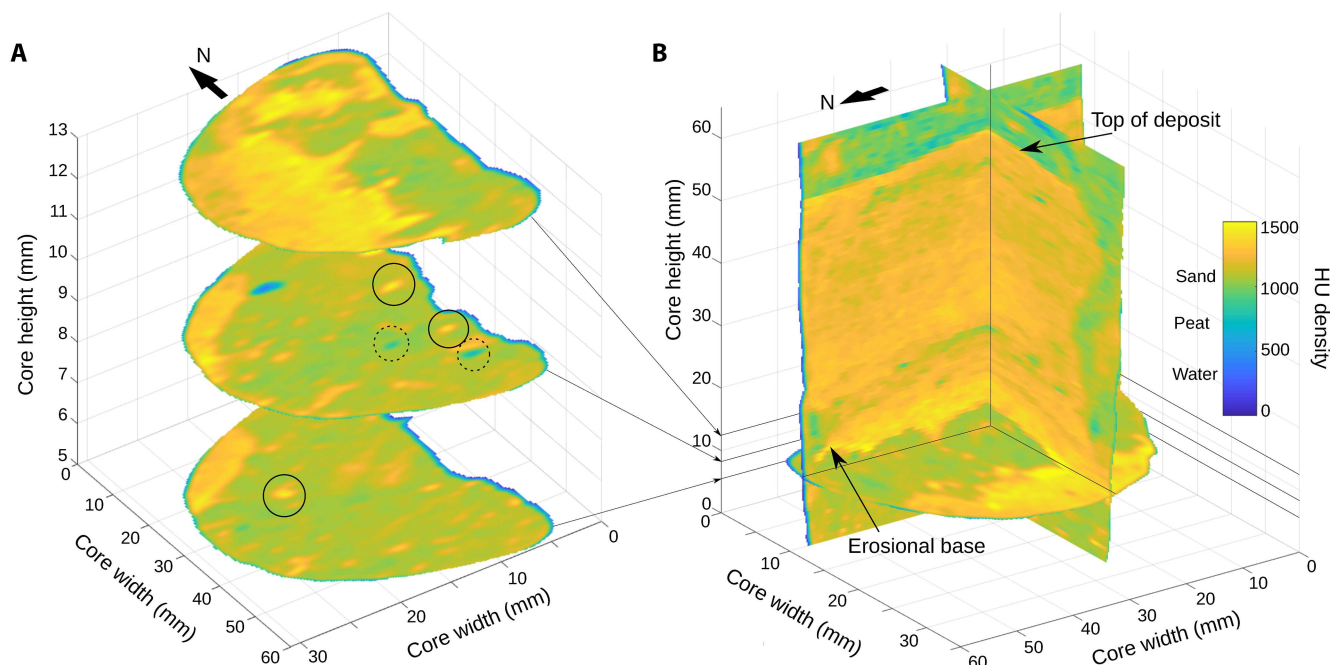 A
N
13
12
11
10
9
8
7
6
5
Core height (mm)
0
10
20
30
40
50
60
Core width (mm)
30
20
10
0
Core width (mm)
B
N
Top of deposit
60
50
40
30
20
10
0
Core height (mm)
Erosional base
0
10
20
30
Core width (mm)
60
50
40
30
20
10
0
Core width (mm)
Sand
Peat
Water
1500
1000
500
0
HU density